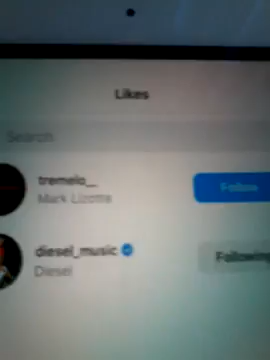 Likes
Search
tremelo__
Follow
Mark Lizotte
diesel_music
Following
Diesel